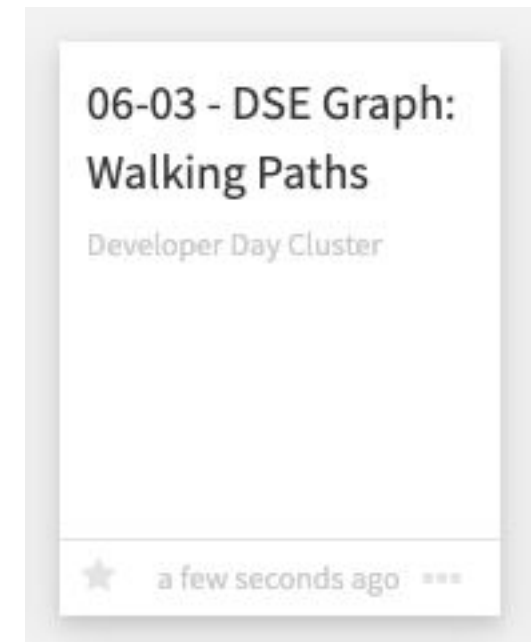 06-03 - DSE Graph:
Walking Paths
Developer Day Cluster
a few seconds ago